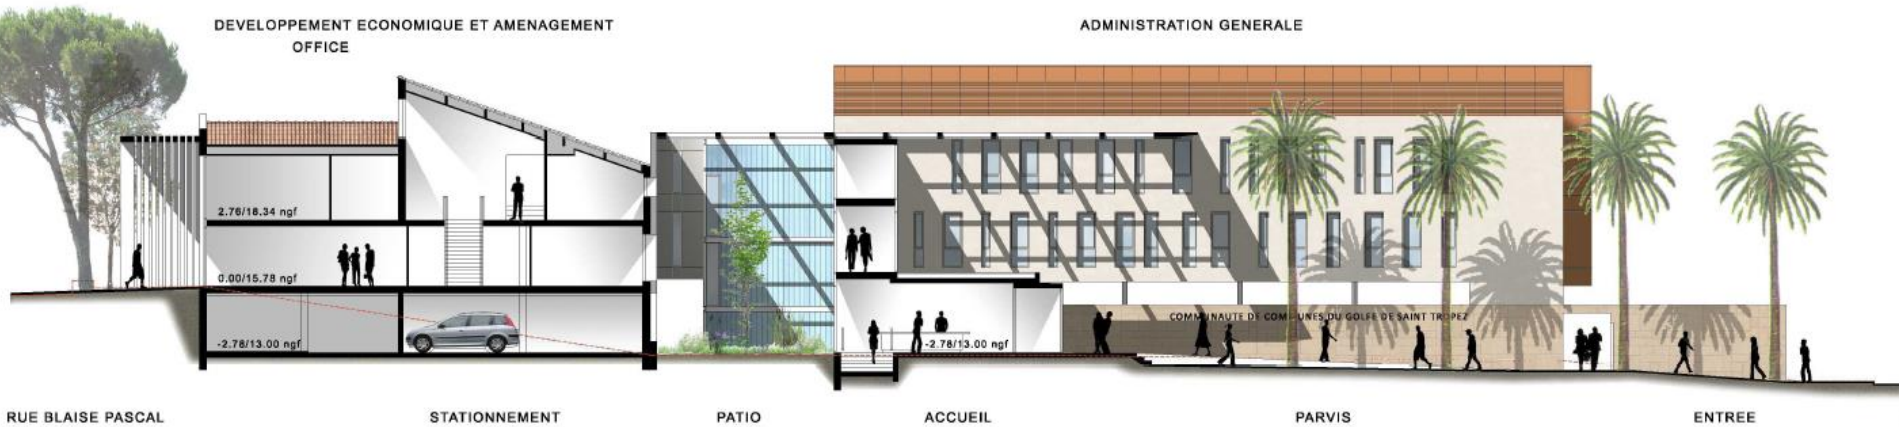 DEVELOPPEMENT ECONOMIQUE ET AMENAGEMENT
OFFICE
ADMINISTRATION GENERALE
2.76/18.34 ngf
0.00/15.78 ngf
-2.78/13.00 ngf
-2.78/13.00 ngf
COMMUNAUTE DE COMMUNES DU GOLFE DE SAINT TROPEZ
RUE BLAISE PASCAL
STATIONNEMENT
PATIO
ACCUEIL
PARVIS
ENTREE